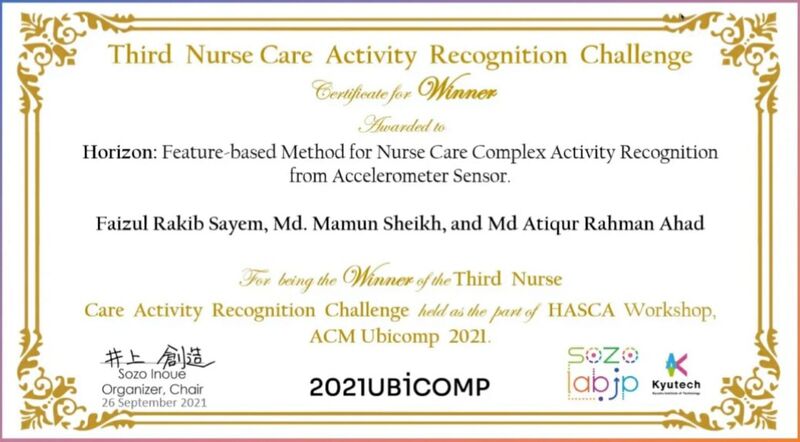 Third Nurse Care Activity Recognition Challenge
Certificate for Winner
Awarded to
Horizon: Feature-based Method for Nurse Care Complex Activity Recognition
from Accelerometer Sensor.
Faizul Rakib Sayem, Md. Mamun Sheikh, and Md Atiqur Rahman Ahad
For being the Winner of the Third Nurse
Care Activity Recognition Challenge held as the part of HASCA Workshop,
ACM Ubicomp 2021.
井上 創造
Sozo Inoue
Organizer, Chair
26 September 2021
2021UBICOMP
sozo
labjp
Kyutech
Kyushu Institute of Technology